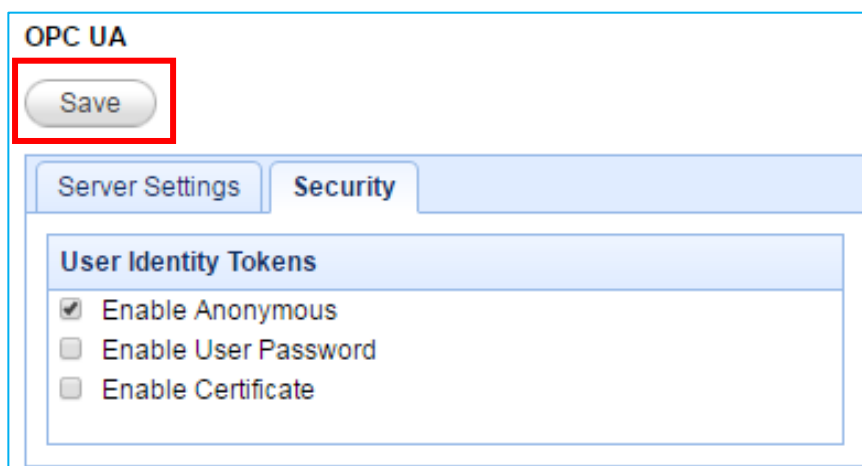 OPC UA
Save
Server Settings Security
User Identity Tokens
Enable Anonymous
Enable User Password
Enable Certificate